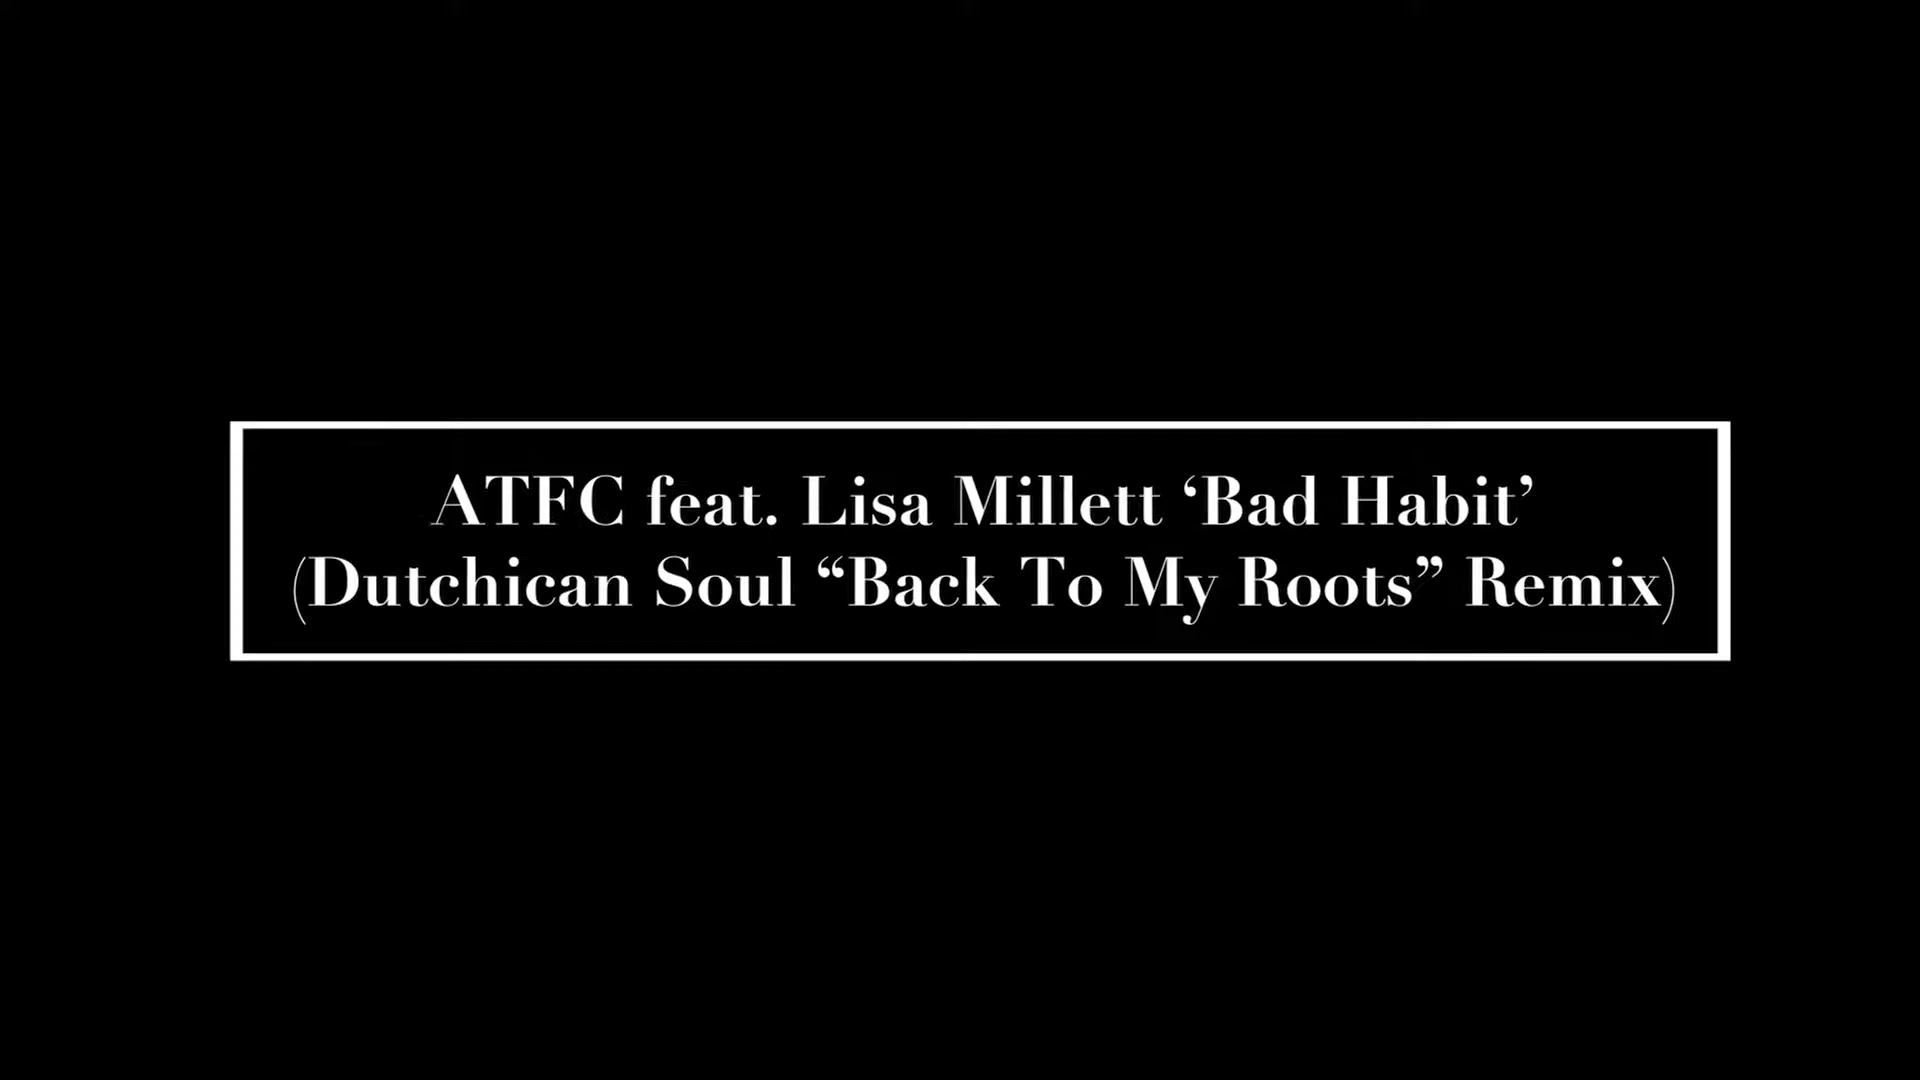 ATFC feat. Lisa Millett ‘Bad Habit’
(Dutchican Soul “Back To My Roots” Remix)